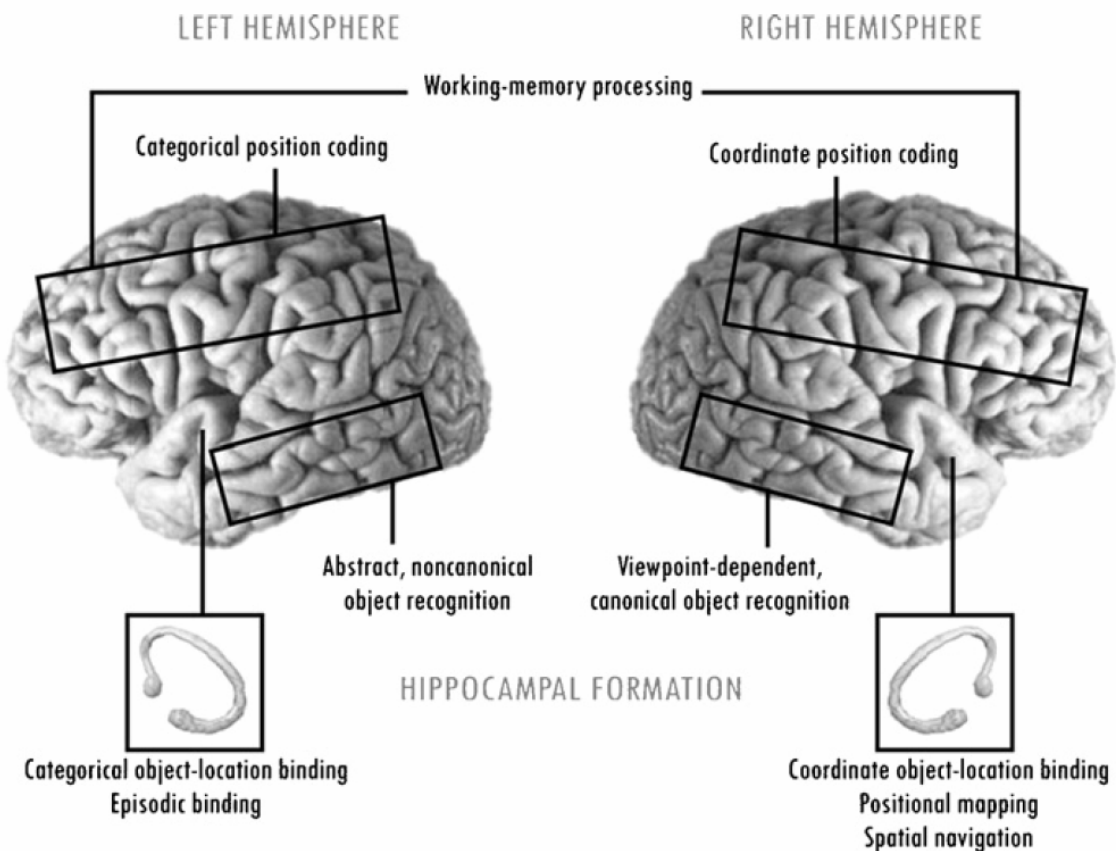 LEFT HEMISPHERE
RIGHT HEMISPHERE
Working-memory processing
Categorical position coding
Coordinate position coding
Abstract, noncanonical
object recognition
Viewpoint-dependent,
canonical object recognition
HIPPOCAMPAL FORMATION
Categorical object-location binding
Episodic binding
Coordinate object-location binding
Positional mapping
Spatial navigation